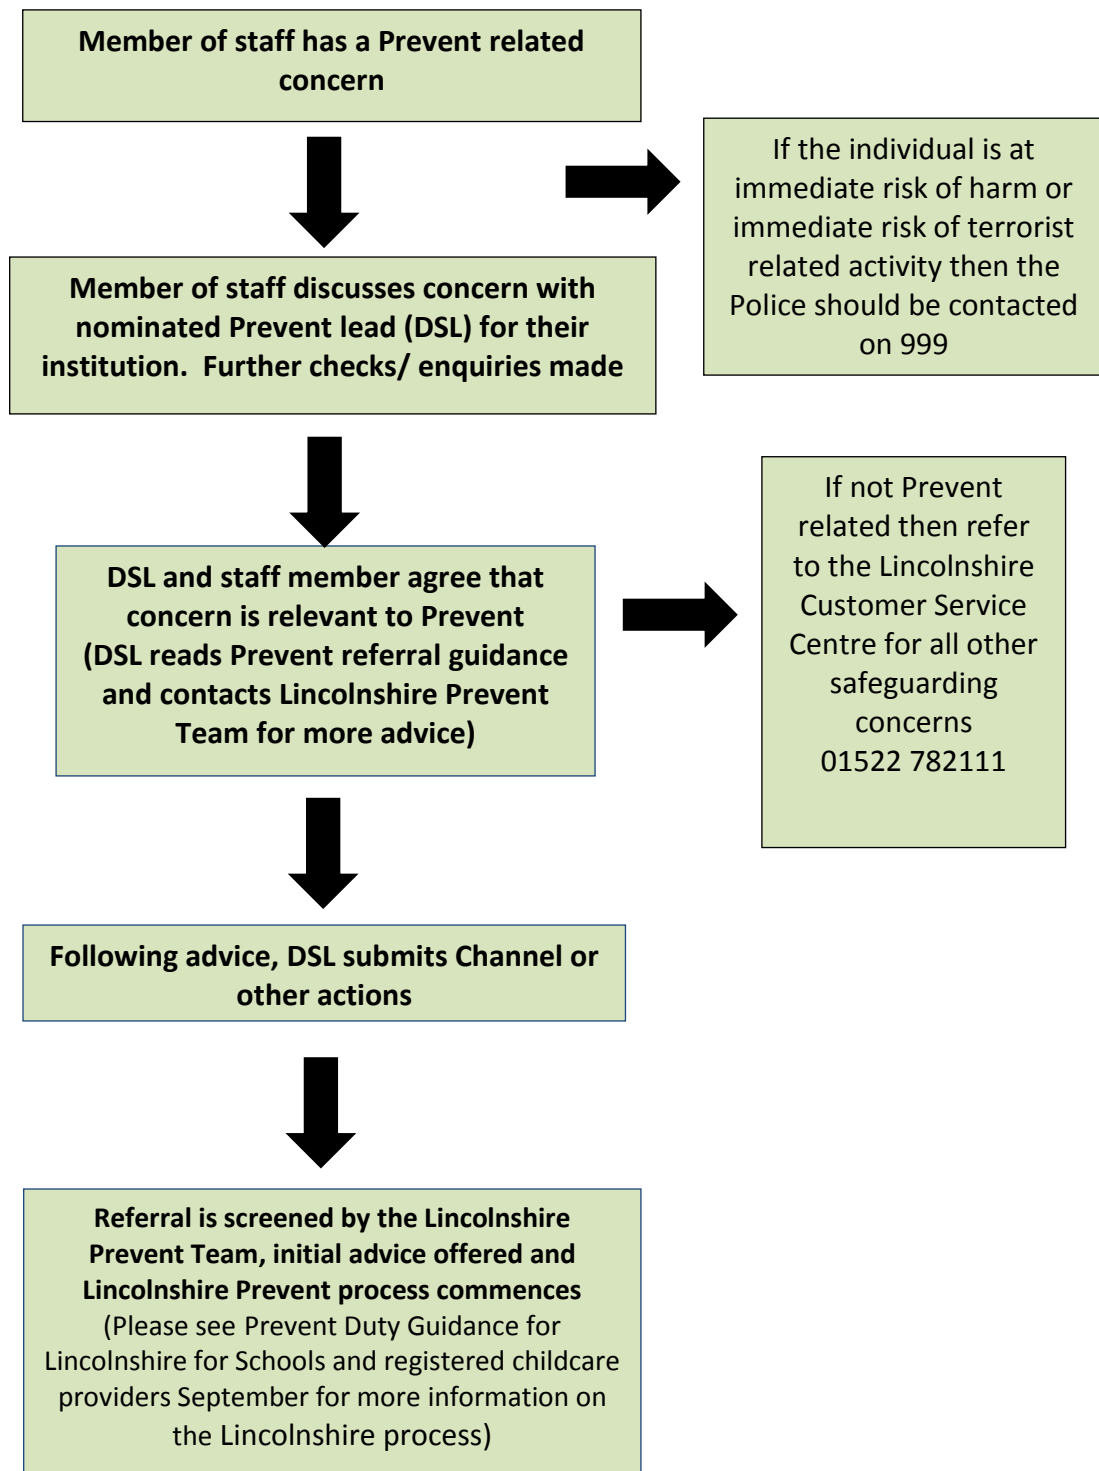 Member of staff has a Prevent related
concern
If the individual is at
immediate risk of harm or
immediate risk of terrorist
related activity then the
Police should be contacted
on 999
Member of staff discusses concern with
nominated Prevent lead (DSL) for their
institution.  Further checks/ enquiries made
If not Prevent
related then refer
to the Lincolnshire
Customer Service
Centre for all other
safeguarding
concerns
01522 782111
DSL and staff member agree that
concern is relevant to Prevent
(DSL reads Prevent referral guidance
and contacts Lincolnshire Prevent
Team for more advice)
Following advice, DSL submits Channel or
other actions
Referral is screened by the Lincolnshire
Prevent Team, initial advice offered and
Lincolnshire Prevent process commences
(Please see Prevent Duty Guidance for
Lincolnshire for Schools and registered childcare
providers September for more information on
the Lincolnshire process)